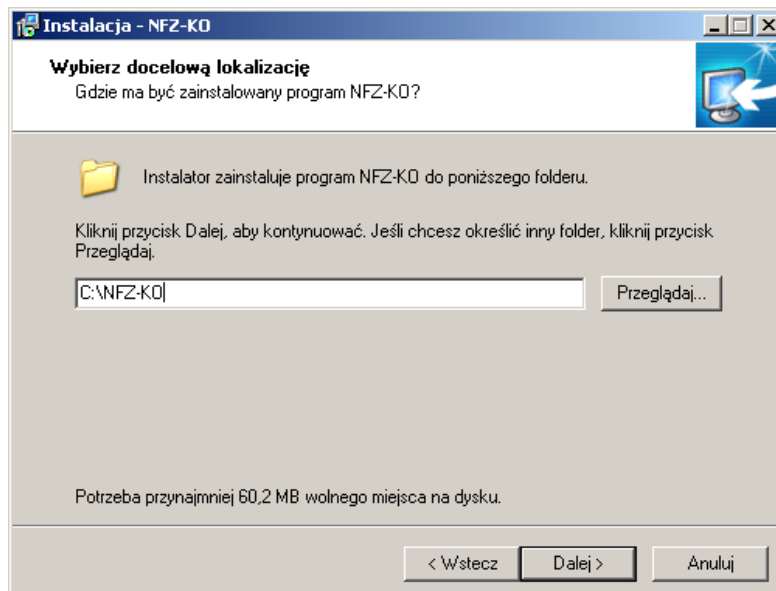 Instalacja - NFZ-KO
Wybierz docelową lokalizację
Gdzie ma być zainstalowany program NFZ-KO?
Instalator zainstaluje program NFZ-KO do poniższego folderu.
Kliknij przycisk Dalej, aby kontynuować. Jeśli chcesz określić inny folder, kliknij przycisk
Przeglądaj.
C:\NFZ-KO
Przeglądaj...
Potrzeba przynajmniej 60,2 MB wolnego miejsca na dysku.
< Wstecz
Dalej >
Anuluj